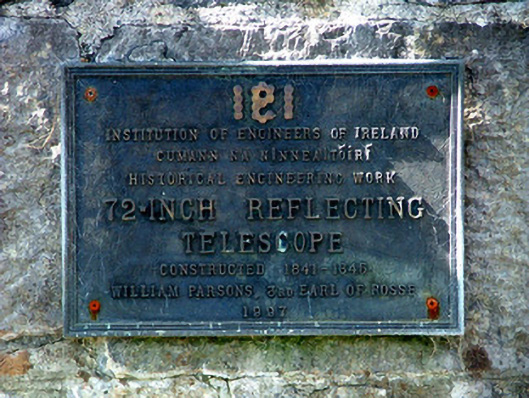 IEI
INSTITUTION OF ENGINEERS OF IRELAND
CUMANN NA NINNEALTÓIRÍ
HISTORICAL ENGINEERING WORK
72-INCH REFLECTING
TELESCOPE
CONSTRUCTED 1841-1845
WILLIAM PARSONS, 3RD EARL OF ROSSE
1997